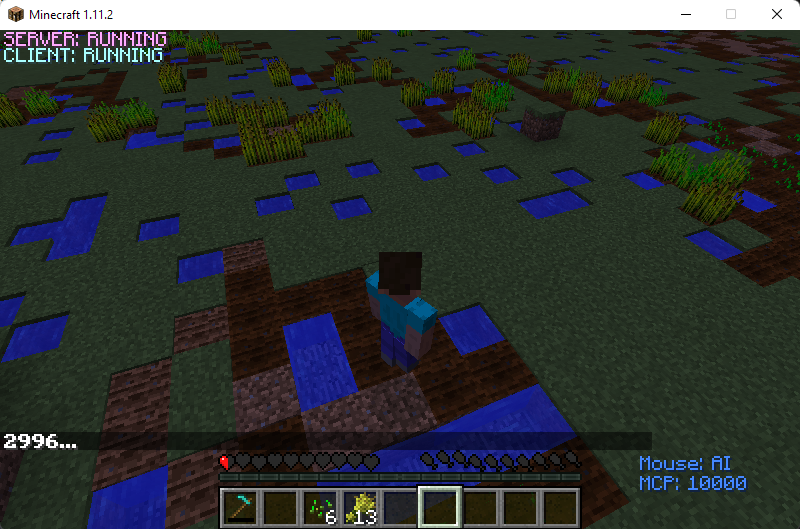 Minecraft 1.11.2
SERVER: RUNNING
CLIENT: RUNNING
2996...
Mouse: AI
MCP: 10000
6
13